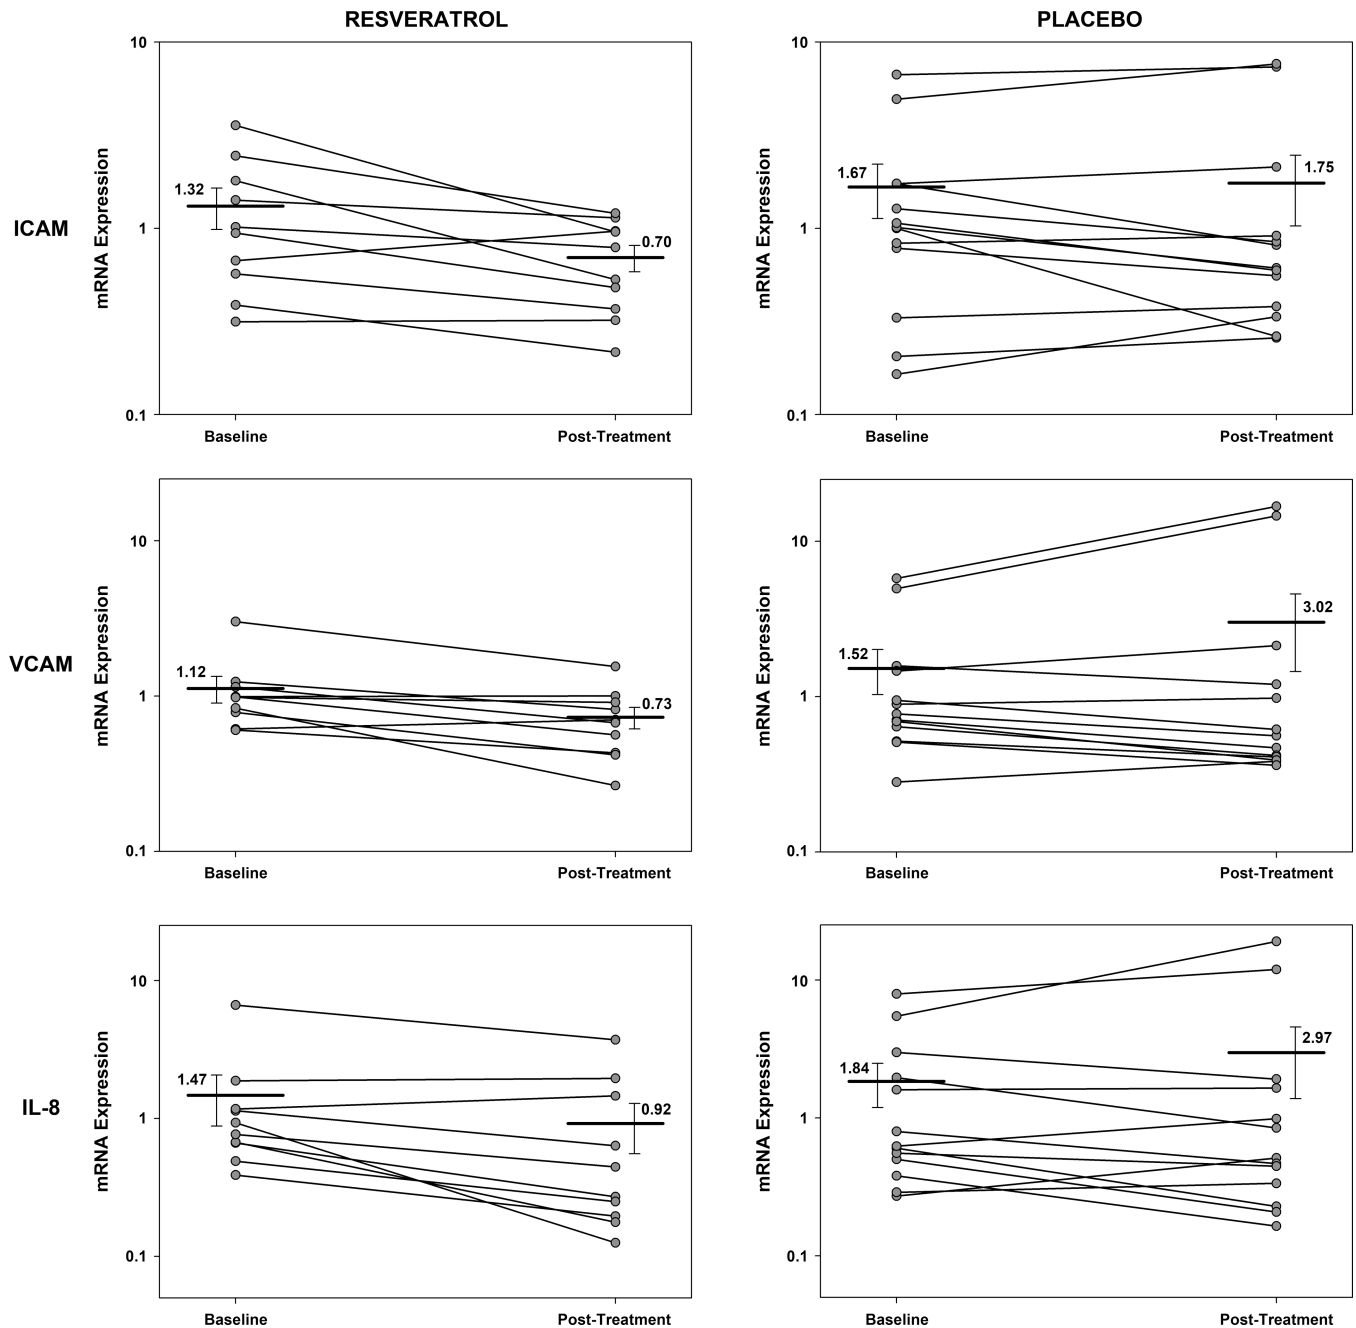 RESVERATROL
PLACEBO
ICAM
mRNA Expression
10
1
0.1
1.32
0.70
Baseline
Post-Treatment
mRNA Expression
10
1
0.1
1.67
1.75
Baseline
Post-Treatment
VCAM
mRNA Expression
10
1
0.1
1.12
0.73
Baseline
Post-Treatment
mRNA Expression
10
1
0.1
1.52
3.02
Baseline
Post-Treatment
IL-8
mRNA Expression
10
1
0.1
1.47
0.92
Baseline
Post-Treatment
mRNA Expression
10
1
0.1
1.84
2.97
Baseline
Post-Treatment